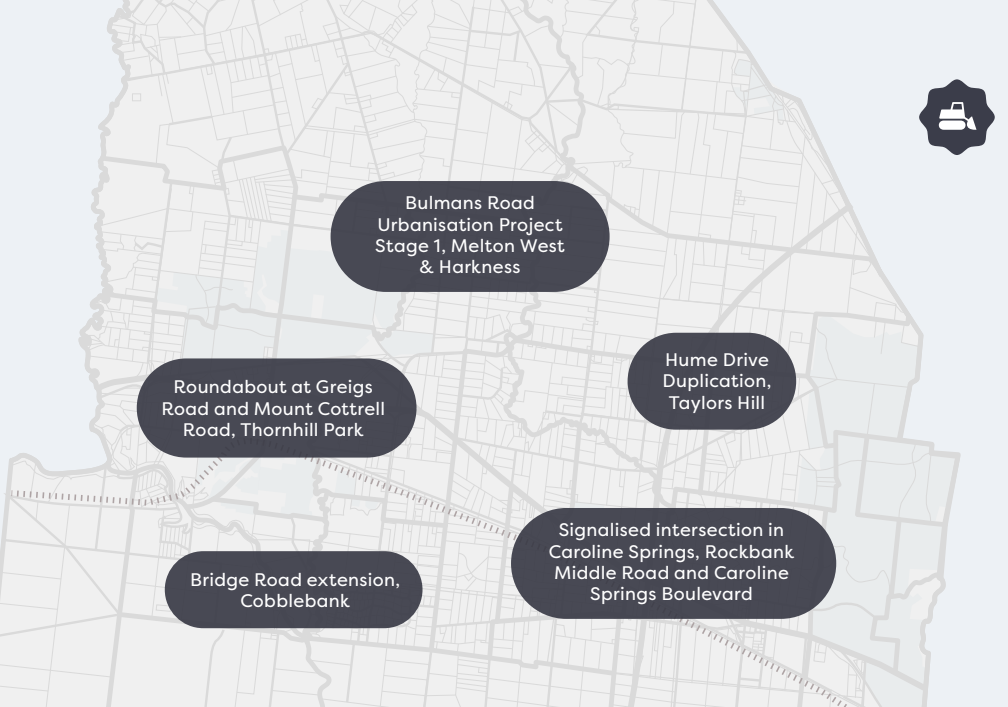 Bulmans Road
Urbanisation Project
Stage 1, Melton West
& Harkness
Hume Drive
Duplication,
Taylors Hill
Roundabout at Greigs
Road and Mount Cottrell
Road, Thornhill Park
Signalised intersection in
Caroline Springs, Rockbank
Middle Road and Caroline
Springs Boulevard
Bridge Road extension,
Cobblebank